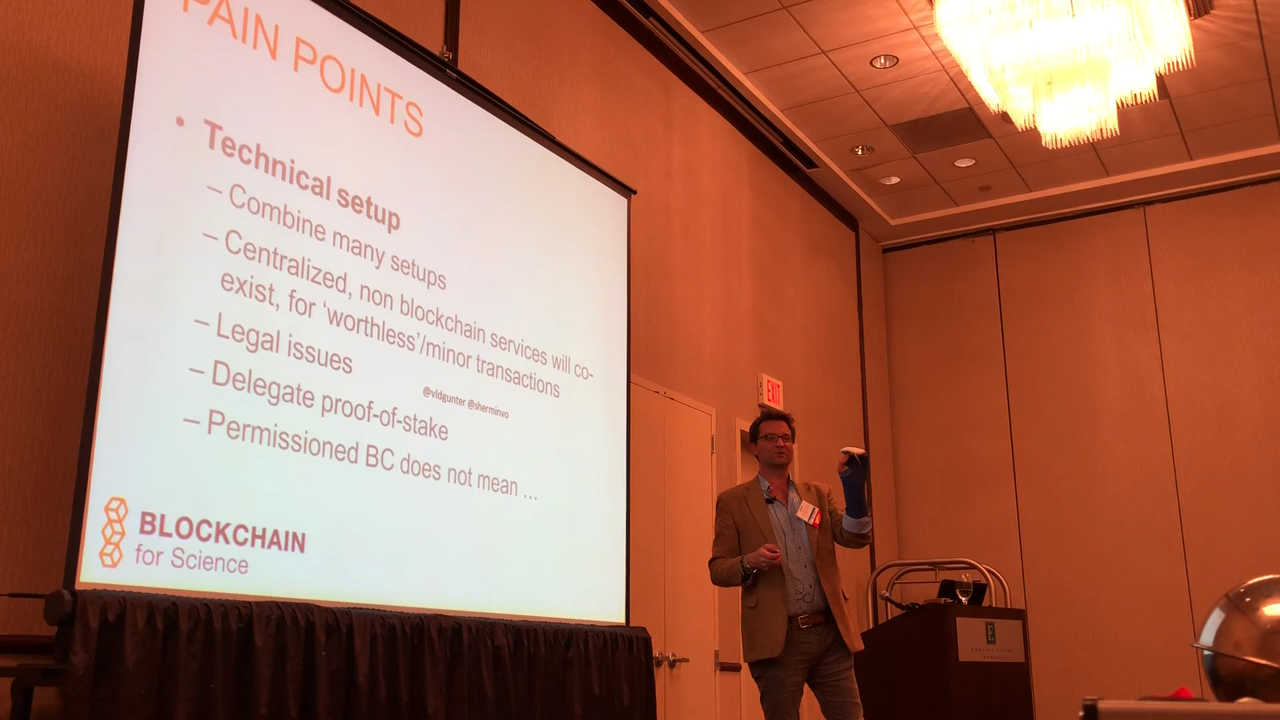 PAIN POINTS
• Technical setup
– Combine many setups
– Centralized, non blockchain services will co-
exist, for ‘worthless’/minor transactions
– Legal issues
@vldgunter @sherminvo
– Delegate proof-of-stake
– Permissioned BC does not mean ...
BLOCKCHAIN
for Science
EXIT
E